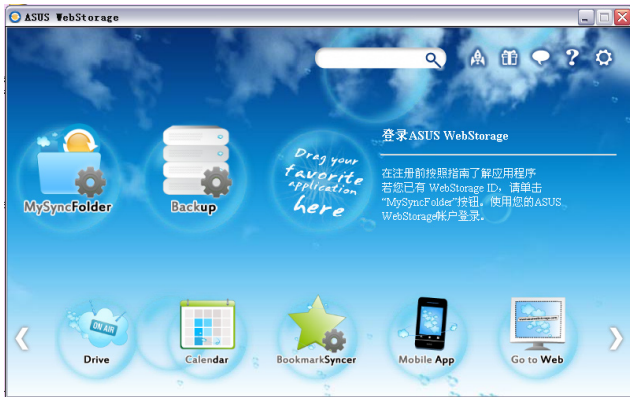 ASUS WebStorage
登录ASUS WebStorage
在注册前按照指南了解应用程序
若您已有 WebStorage ID，请单击
“MySyncFolder”按钮。使用您的ASUS
WebStorage帐户登录。
MySyncFolder
Backup
Drag your
favourite
application
here
ON AIR
Drive
Calendar
BookmarkSyncer
Mobile App
Go to Web